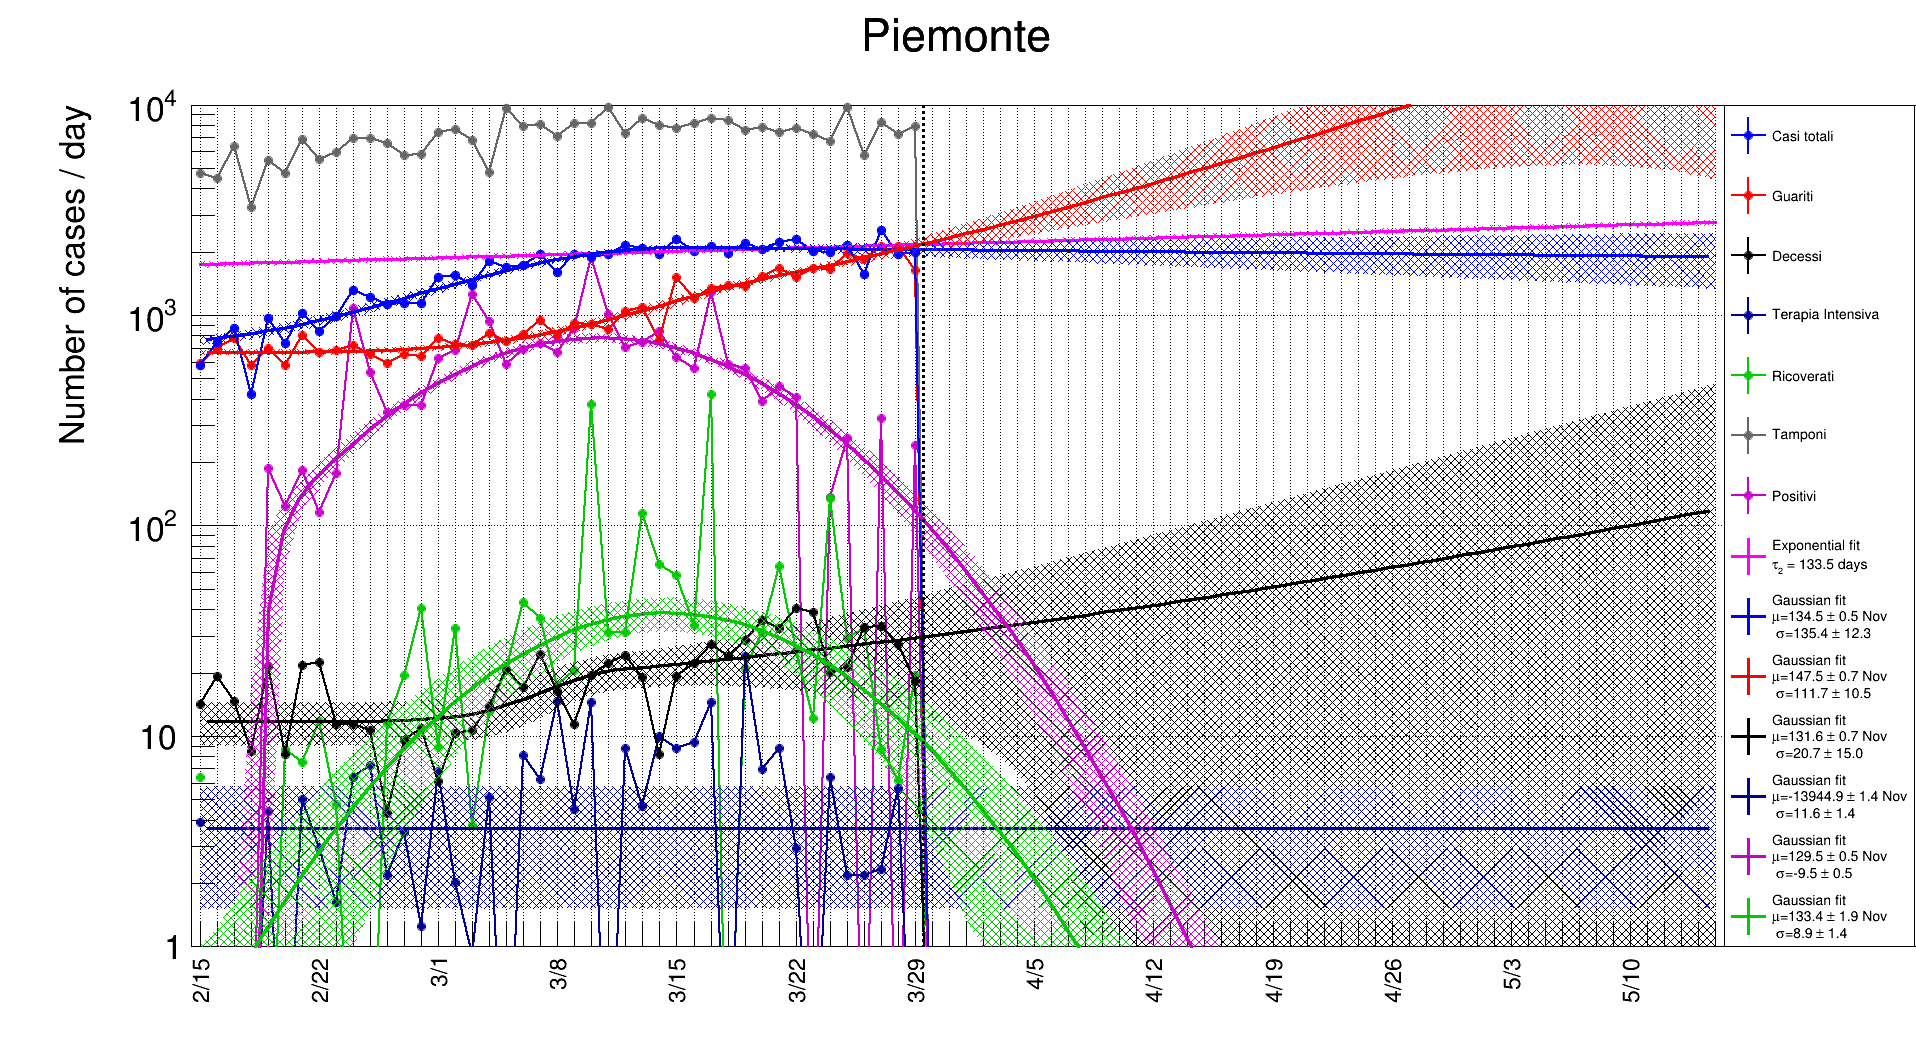 Piemonte
Number of cases / day
10⁴
10³
10²
10
1
2/15
2/22
3/1
3/8
3/15
3/22
3/29
4/5
4/12
4/19
4/26
5/3
5/10
Casi totali
Guariti
Decessi
Terapia Intensiva
Ricoverati
Tamponi
Positivi
Exponential fit
τ₂ = 133.5 days
Gaussian fit
μ=134.5 ± 0.5 Nov
σ=135.4 ± 12.3
Gaussian fit
μ=147.5 ± 0.7 Nov
σ=111.7 ± 10.5
Gaussian fit
μ=131.6 ± 0.7 Nov
σ=20.7 ± 15.0
Gaussian fit
μ=-13944.9 ± 1.4 Nov
σ=11.6 ± 1.4
Gaussian fit
μ=129.5 ± 0.5 Nov
σ=-9.5 ± 0.5
Gaussian fit
μ=133.4 ± 1.9 Nov
σ=8.9 ± 1.4